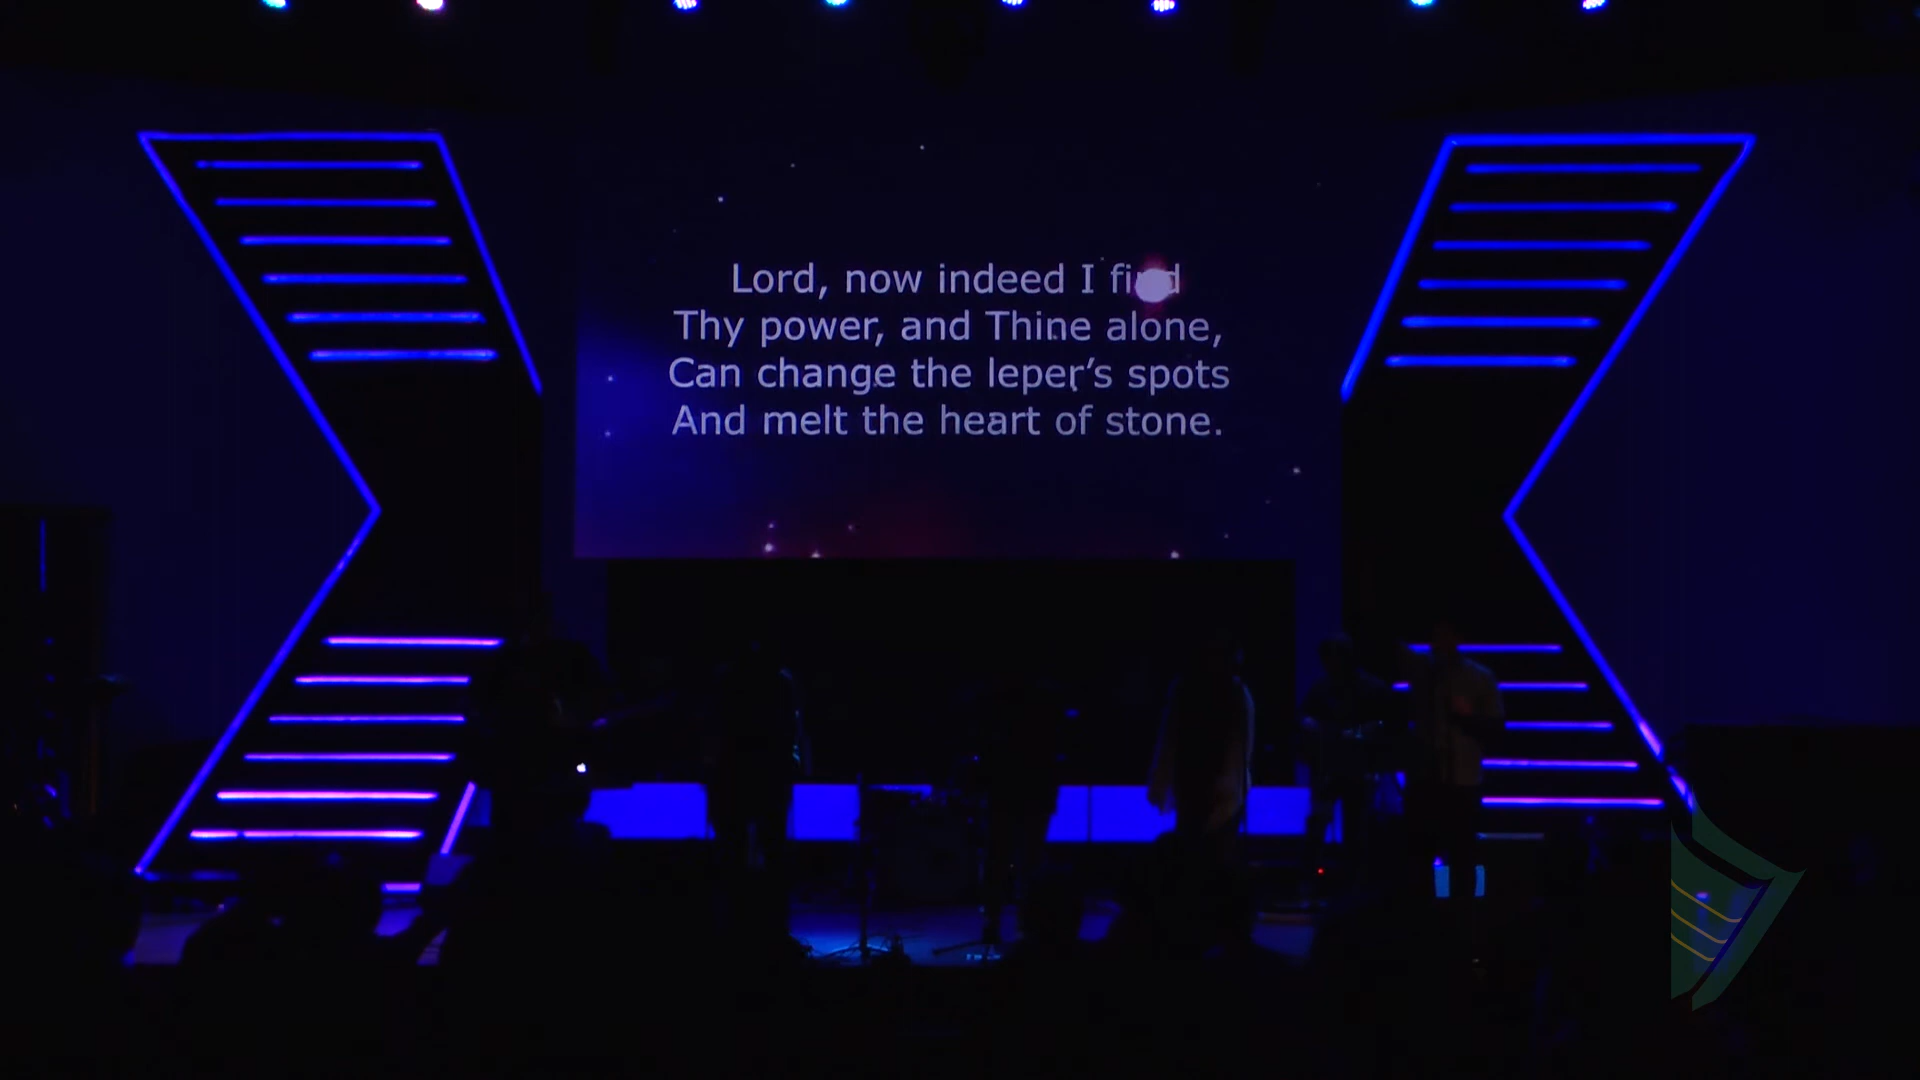 Lord, now indeed I find
Thy power, and Thine alone,
Can change the leper’s spots
And melt the heart of stone.